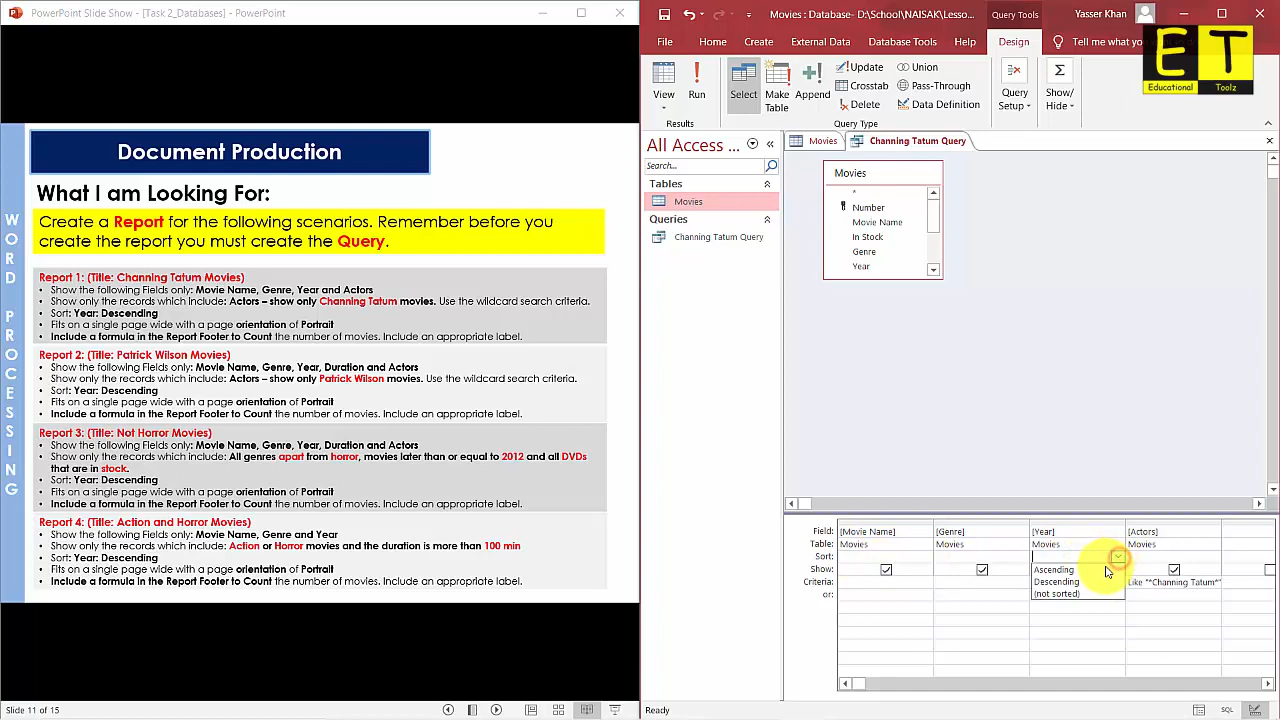 PowerPoint Slide Show - [Task 2_Databases] - PowerPoint
Document Production
What I am Looking For:
Create a Report for the following scenarios. Remember before you
create the report you must create the Query.
WORD PROCESSING
Report 1: (Title: Channing Tatum Movies)
• Show the following Fields only: Movie Name, Genre, Year and Actors
• Show only the records which include: Actors – show only Channing Tatum movies. Use the wildcard search criteria.
• Sort: Year: Descending
• Fits on a single page wide with a page orientation of Portrait
• Include a formula in the Report Footer to Count the number of movies. Include an appropriate label.
Report 2: (Title: Patrick Wilson Movies)
• Show the following Fields only: Movie Name, Genre, Year, Duration and Actors
• Show only the records which include: Actors – show only Patrick Wilson movies. Use the wildcard search criteria.
• Sort: Year: Descending
• Fits on a single page wide with a page orientation of Portrait
• Include a formula in the Report Footer to Count the number of movies. Include an appropriate label.
Report 3: (Title: Not Horror Movies)
• Show the following Fields only: Movie Name, Genre, Year, Duration and Actors
• Show only the records which include: All genres apart from horror, movies later than or equal to 2012 and all DVDs
that are in stock.
• Sort: Year: Descending
• Fits on a single page wide with a page orientation of Portrait
• Include a formula in the Report Footer to Count the number of movies. Include an appropriate label.
Report 4: (Title: Action and Horror Movies)
• Show the following Fields only: Movie Name, Genre and Year
• Show only the records which include: Action or Horror movies and the duration is more than 100 min
• Sort: Year: Descending
• Fits on a single page wide with a page orientation of Portrait
• Include a formula in the Report Footer to Count the number of movies. Include an appropriate label.
Slide 11 of 15
Movies : Database- D:\School\NAISAK\Lesso... Query Tools Yasser Khan
File Home Create External Data Database Tools Help Design Tell me what you
E T
Educational Toolz
View Run Select Make Table Append
Update Union
Crosstab Pass-Through
Delete Data Definition
Query Setup Show/Hide
Results Query Type
All Access ...
Search...
Tables
Movies
Queries
Channing Tatum Query
Movies Channing Tatum Query
Movies
*
Number
Movie Name
In Stock
Genre
Year
Field: [Movie Name] [Genre] [Year] [Actors]
Table: Movies Movies Movies Movies
Sort:
Show: Ascending
Criteria: Descending Like "*Channing Tatum*"
or: (not sorted)
Ready SQL